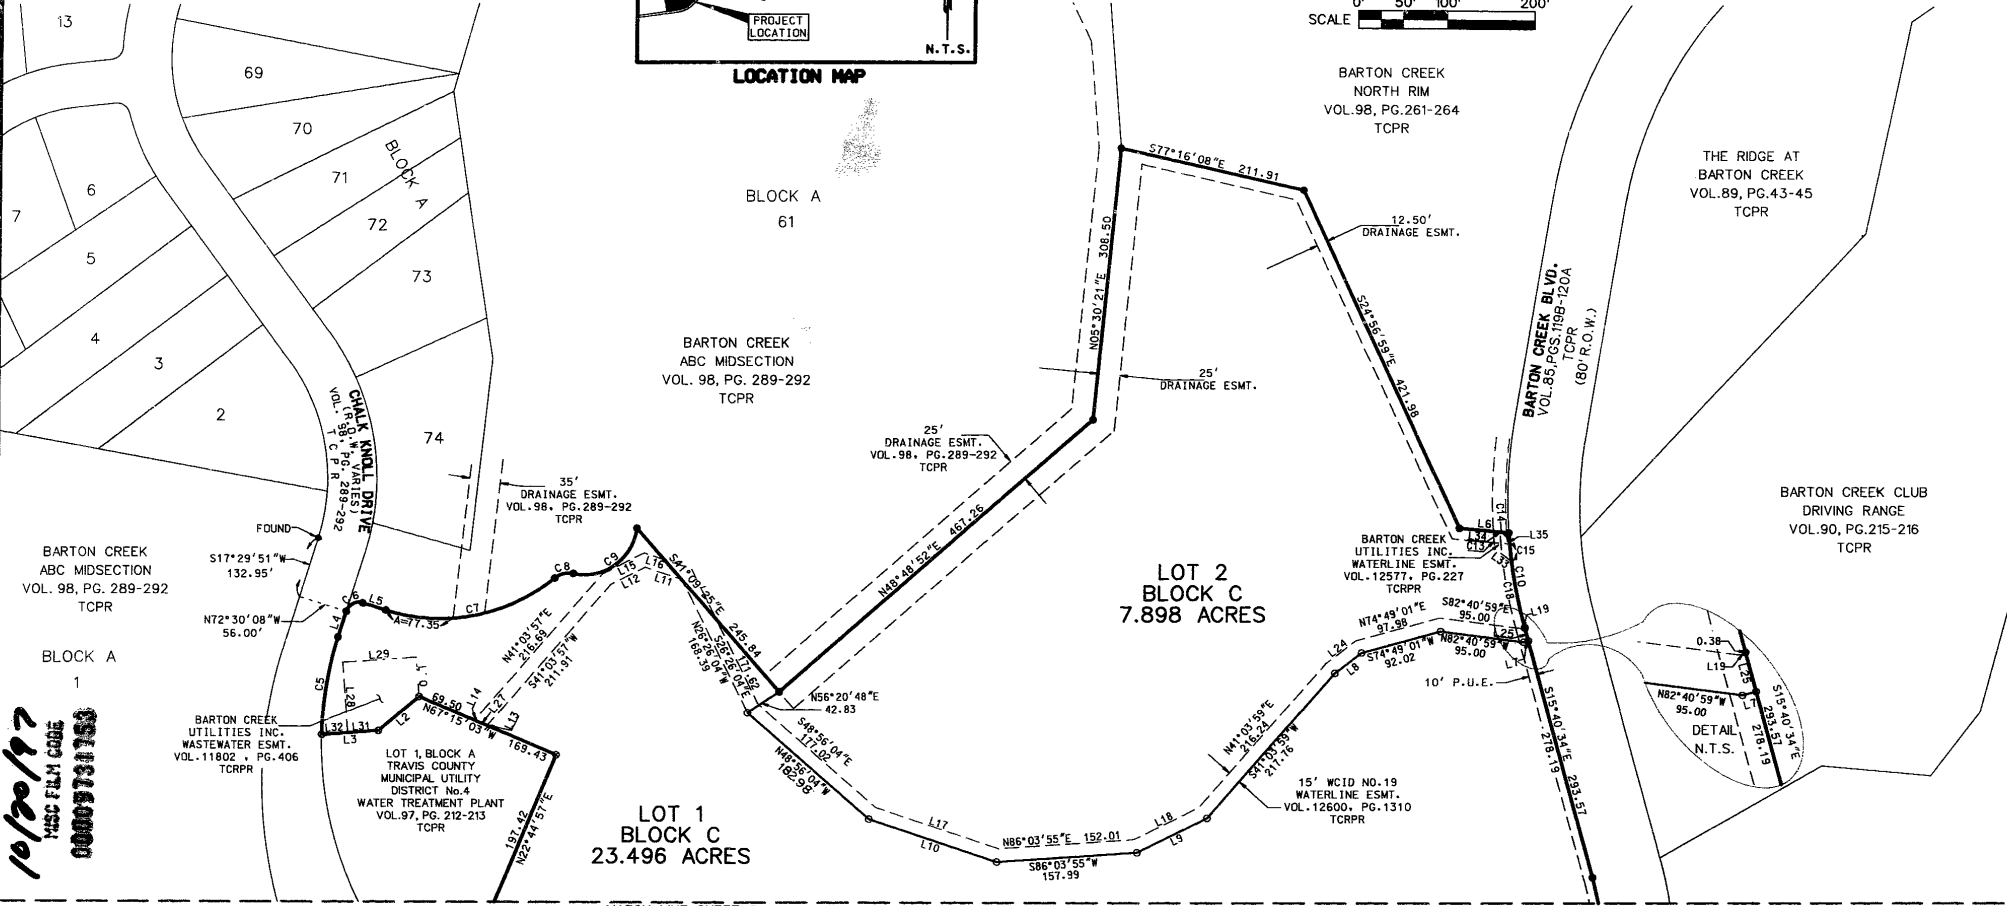 13
69
70
71
72
73
74
6
7
5
4
3
2
BLOCK A
PROJECT
LOCATION
N.T.S.
LOCATION MAP
0' 50' 100' 200'
SCALE
BARTON CREEK
NORTH RIM
VOL.98, PG.261-264
TCPR
THE RIDGE AT
BARTON CREEK
VOL.89, PG.43-45
TCPR
BLOCK A
61
S77°16'08"E 211.91
12.50'
DRAINAGE ESMT.
N05°30'21"E 308.50
S24°56'59"E 421.98
BARTON CREEK BLVD.
VOL.85,PGS.119B-120A
TCPR
(80' R.O.W.)
BARTON CREEK
ABC MIDSECTION
VOL. 98, PG. 289-292
TCPR
25'
DRAINAGE ESMT.
25'
DRAINAGE ESMT.
VOL.98, PG.289-292
TCPR
CHALK KNOLL DRIVE
(R.O.W. VARIES)
VOL. 98, PG. 289-292
T C P R
35'
DRAINAGE ESMT.
VOL.98, PG.289-292
TCPR
FOUND
S17°29'51"W
132.95'
N72°30'08"W
56.00'
BARTON CREEK
ABC MIDSECTION
VOL. 98, PG. 289-292
TCPR
BLOCK A
1
BARTON CREEK CLUB
DRIVING RANGE
VOL.90, PG.215-216
TCPR
C6
L5
L4
A=77.35
C7
C8
C9
L15
L16
L12
L11
S41°09'25"E 245.84
N48°48'52"E 467.26
LOT 2
BLOCK C
7.898 ACRES
BARTON CREEK
UTILITIES INC.
WATERLINE ESMT.
VOL.12577, PG.227
TCRPR
L6
C14
L34
C13
L33
L35
C15
C10
C18
L19
L25
L7
S82°40'59"E
95.00
N82°40'59"W
95.00
N74°49'01"E
97.98
S74°49'01"W
92.02
L24
L8
10' P.U.E.
S15°40'34"E 293.57
278.19
0.38
L19
L25
L7
N82°40'59"W
95.00
S15°40'34"E
293.57
278.19
DETAIL
N.T.S.
N41°03'57"E
216.69
S41°03'57"W
211.91
S26°26'04"E
171.62
N26°26'04"W
168.39
N56°20'48"E
42.83
S48°56'04"E
177.02
N48°56'04"W
182.98
N41°03'59"E
216.24
S41°03'59"W
217.76
15' WCID NO.19
WATERLINE ESMT.
VOL.12600, PG.1310
TCRPR
L17
L10
N86°03'55"E 152.01
S86°03'55"W
157.99
L18
L9
L29
L28
C5
L32
L31
L3
L2
69.50
N67°15'03"W
169.43
L14
L27
L13
BARTON CREEK
UTILITIES INC.
WASTEWATER ESMT.
VOL.11802 , PG.406
TCRPR
LOT 1, BLOCK A
TRAVIS COUNTY
MUNICIPAL UTILITY
DISTRICT No.4
WATER TREATMENT PLANT
VOL.97, PG. 212-213
TCPR
197.42
N22°44'57"E
LOT 1
BLOCK C
23.496 ACRES
10/20/97
MISC FILM CODE